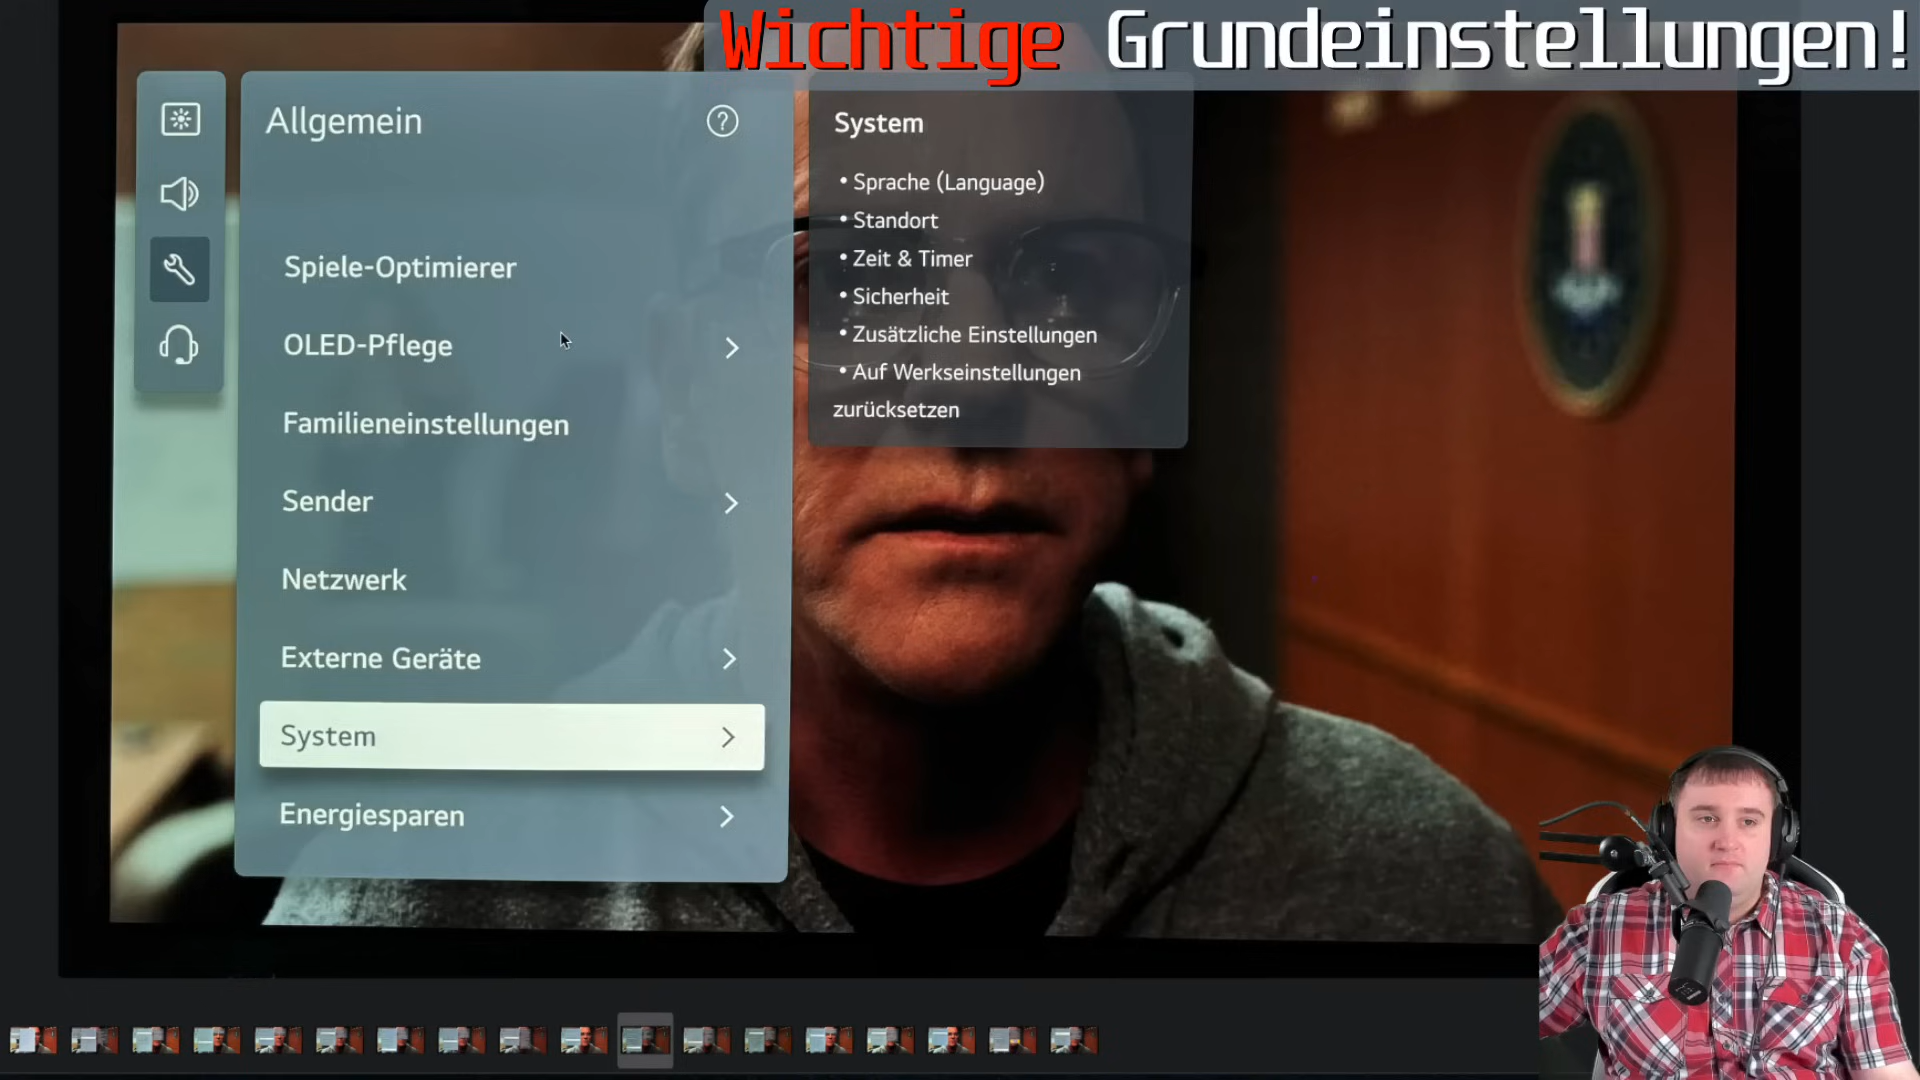 Wichtige Grundeinstellungen!
Allgemein
Spiele-Optimierer
OLED-Pflege
Familieneinstellungen
Sender
Netzwerk
Externe Geräte
System
Energiesparen
System
• Sprache (Language)
• Standort
• Zeit & Timer
• Sicherheit
• Zusätzliche Einstellungen
• Auf Werkseinstellungen
zurücksetzen